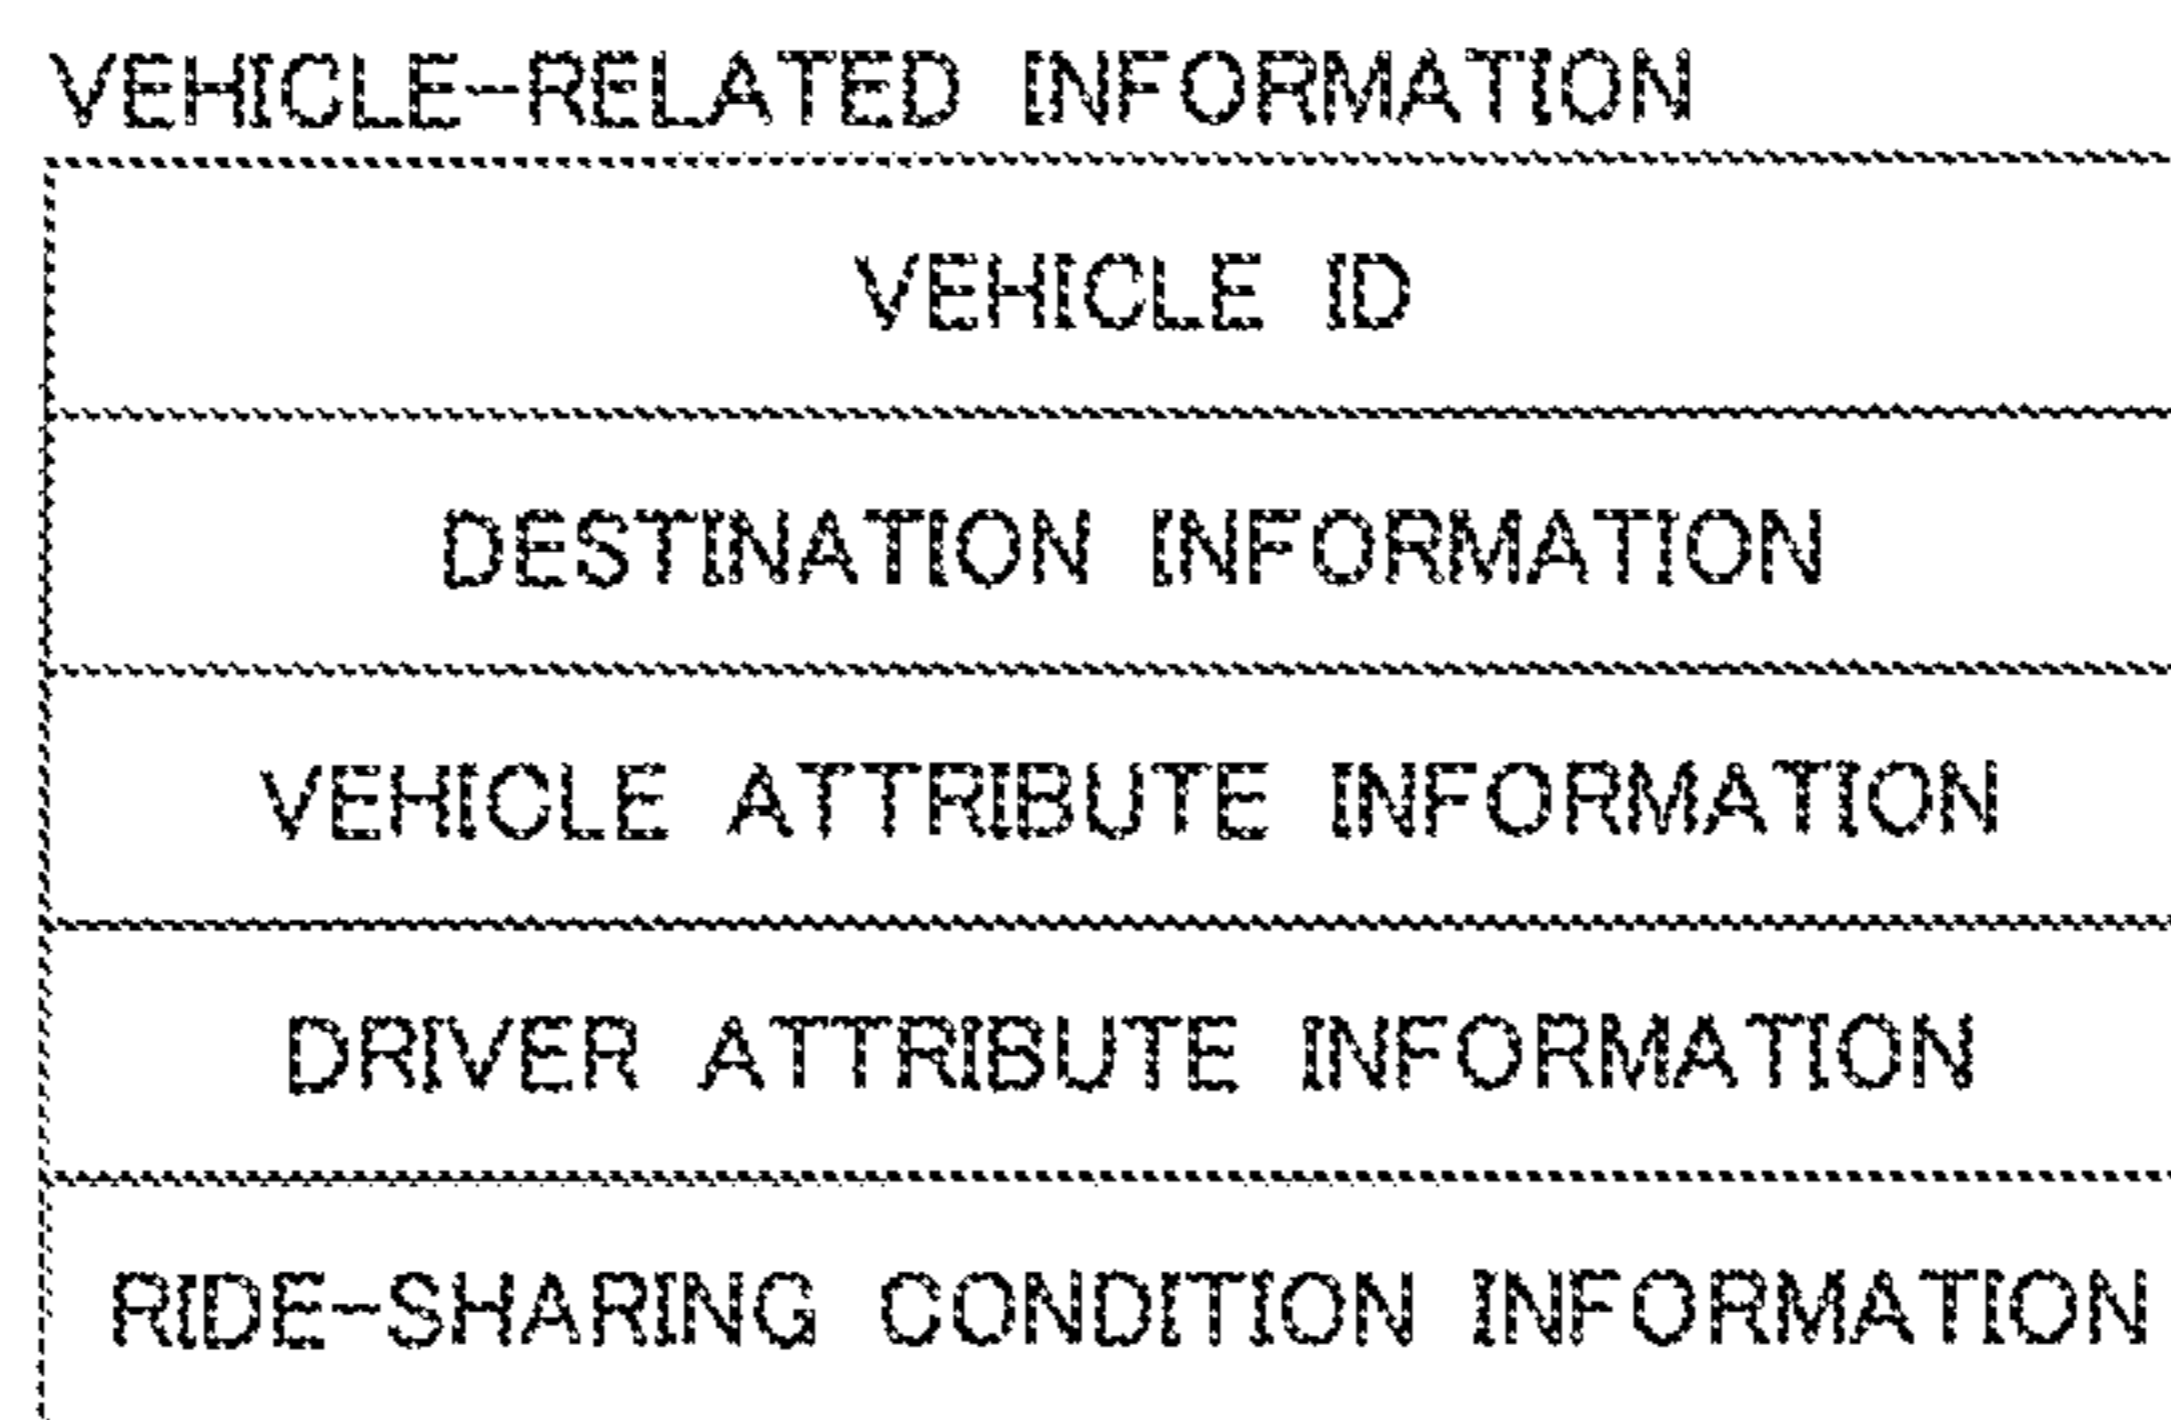 VEHICLE-RELATED INFORMATION
VEHICLE ID
DESTINATION INFORMATION
VEHICLE ATTRIBUTE INFORMATION
DRIVER ATTRIBUTE INFORMATION
RIDE-SHARING CONDITION INFORMATION